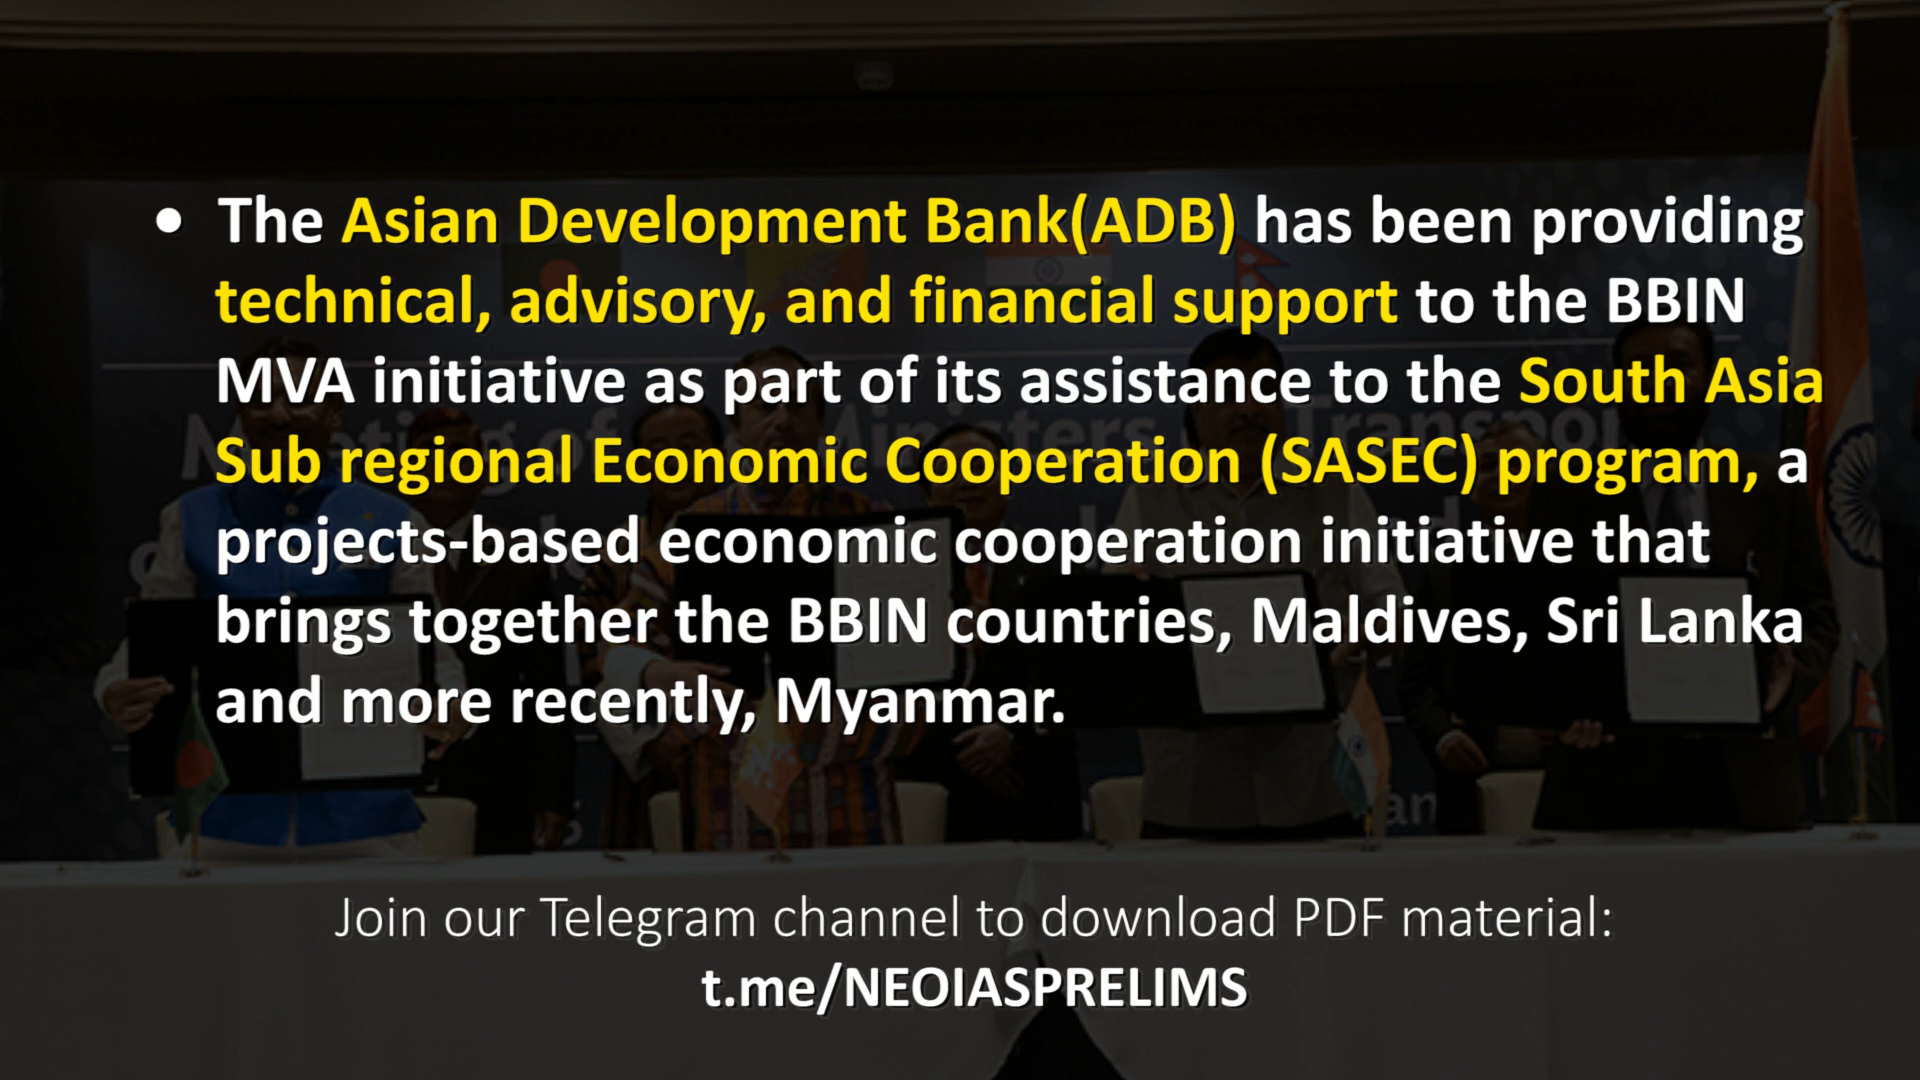 • The Asian Development Bank(ADB) has been providing
technical, advisory, and financial support to the BBIN
MVA initiative as part of its assistance to the South Asia
Sub regional Economic Cooperation (SASEC) program, a
projects-based economic cooperation initiative that
brings together the BBIN countries, Maldives, Sri Lanka
and more recently, Myanmar.
Join our Telegram channel to download PDF material:
t.me/NEOIASPRELIMS